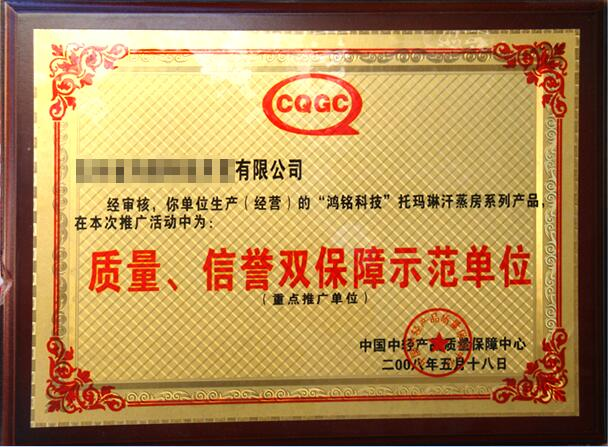 CQGC
有限公司
经审核，你单位生产（经营）的“鸿铭科技”托玛琳汗蒸房系列产品，
在本次推广活动中为：
质量、信誉双保障示范单位
（重点推广单位）
中国中经产品质量保障中心
二00八年五月十八日